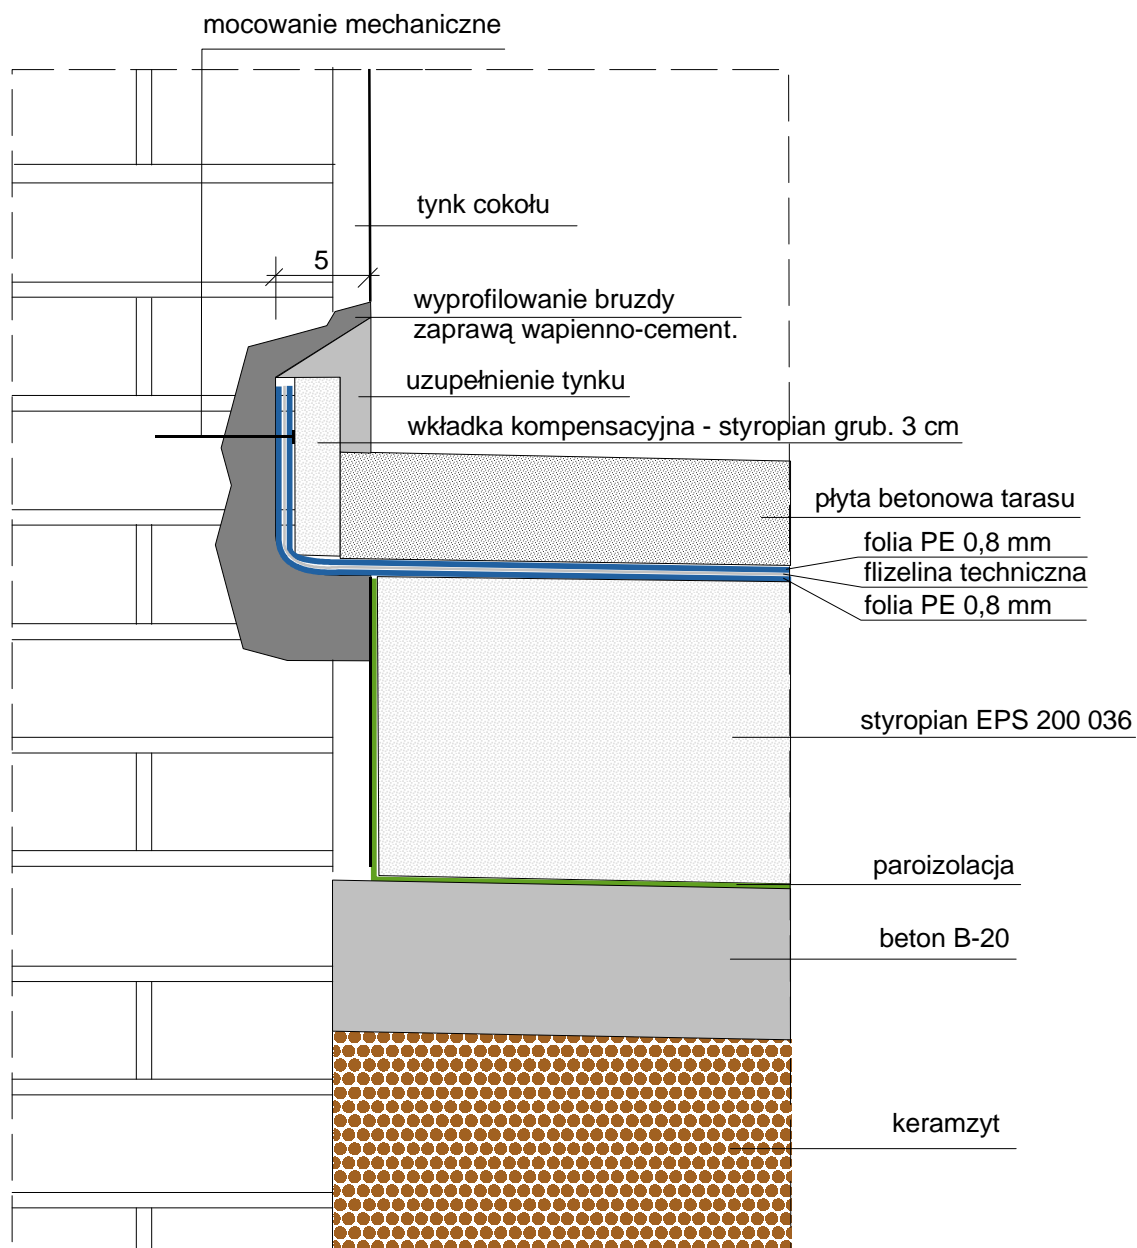 mocowanie mechaniczne
tynk cokołu
5
wyprofilowanie bruzdy
zaprawą wapienno-cement.
uzupełnienie tynku
wkładka kompensacyjna - styropian grub. 3 cm
płyta betonowa tarasu
folia PE 0,8 mm
flizelina techniczna
folia PE 0,8 mm
styropian EPS 200 036
paroizolacja
beton B-20
keramzyt